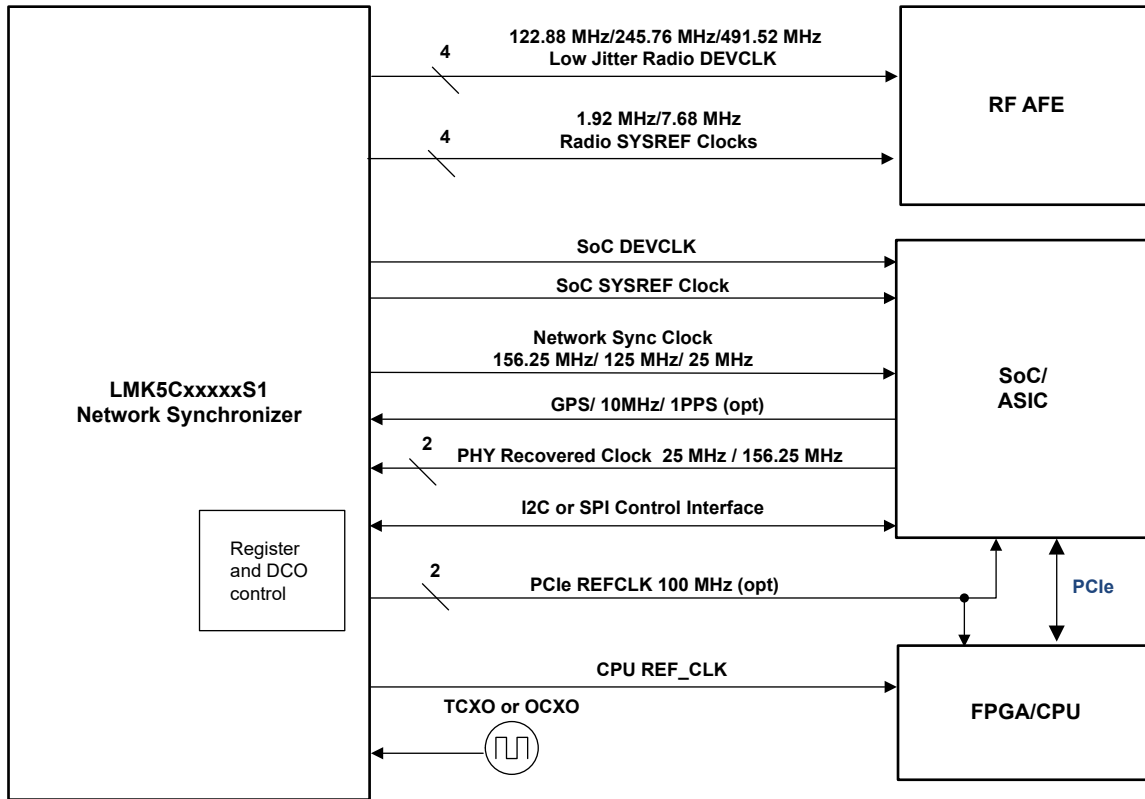 122.88 MHz/245.76 MHz/491.52 MHz
4
Low Jitter Radio DEVCLK
RF AFE
1.92 MHz/7.68 MHz
4
Radio SYSREF Clocks
SoC DEVCLK
SoC SYSREF Clock
Network Sync Clock
156.25 MHz/ 125 MHz/ 25 MHz
LMK5CxxxxxS1
Network Synchronizer
SoC/
ASIC
GPS/ 10MHz/ 1PPS (opt)
2
PHY Recovered Clock 25 MHz / 156.25 MHz
I2C or SPI Control Interface
Register
and DCO
control
2
PCIe REFCLK 100 MHz (opt)
PCIe
CPU REF_CLK
FPGA/CPU
TCXO or OCXO